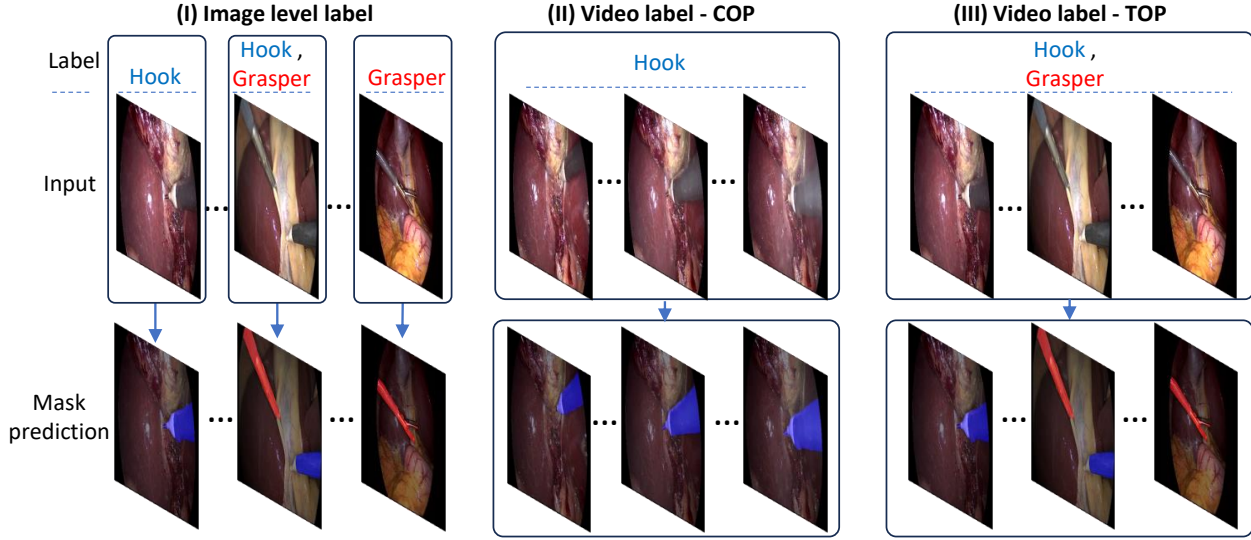 (I) Image level label
(II) Video label - COP
(III) Video label - TOP
Label
Hook
Hook ,
Grasper
Grasper
Hook
Hook ,
Grasper
Input
...
...
...
...
...
...
Mask
prediction
...
...
...
...
...
...